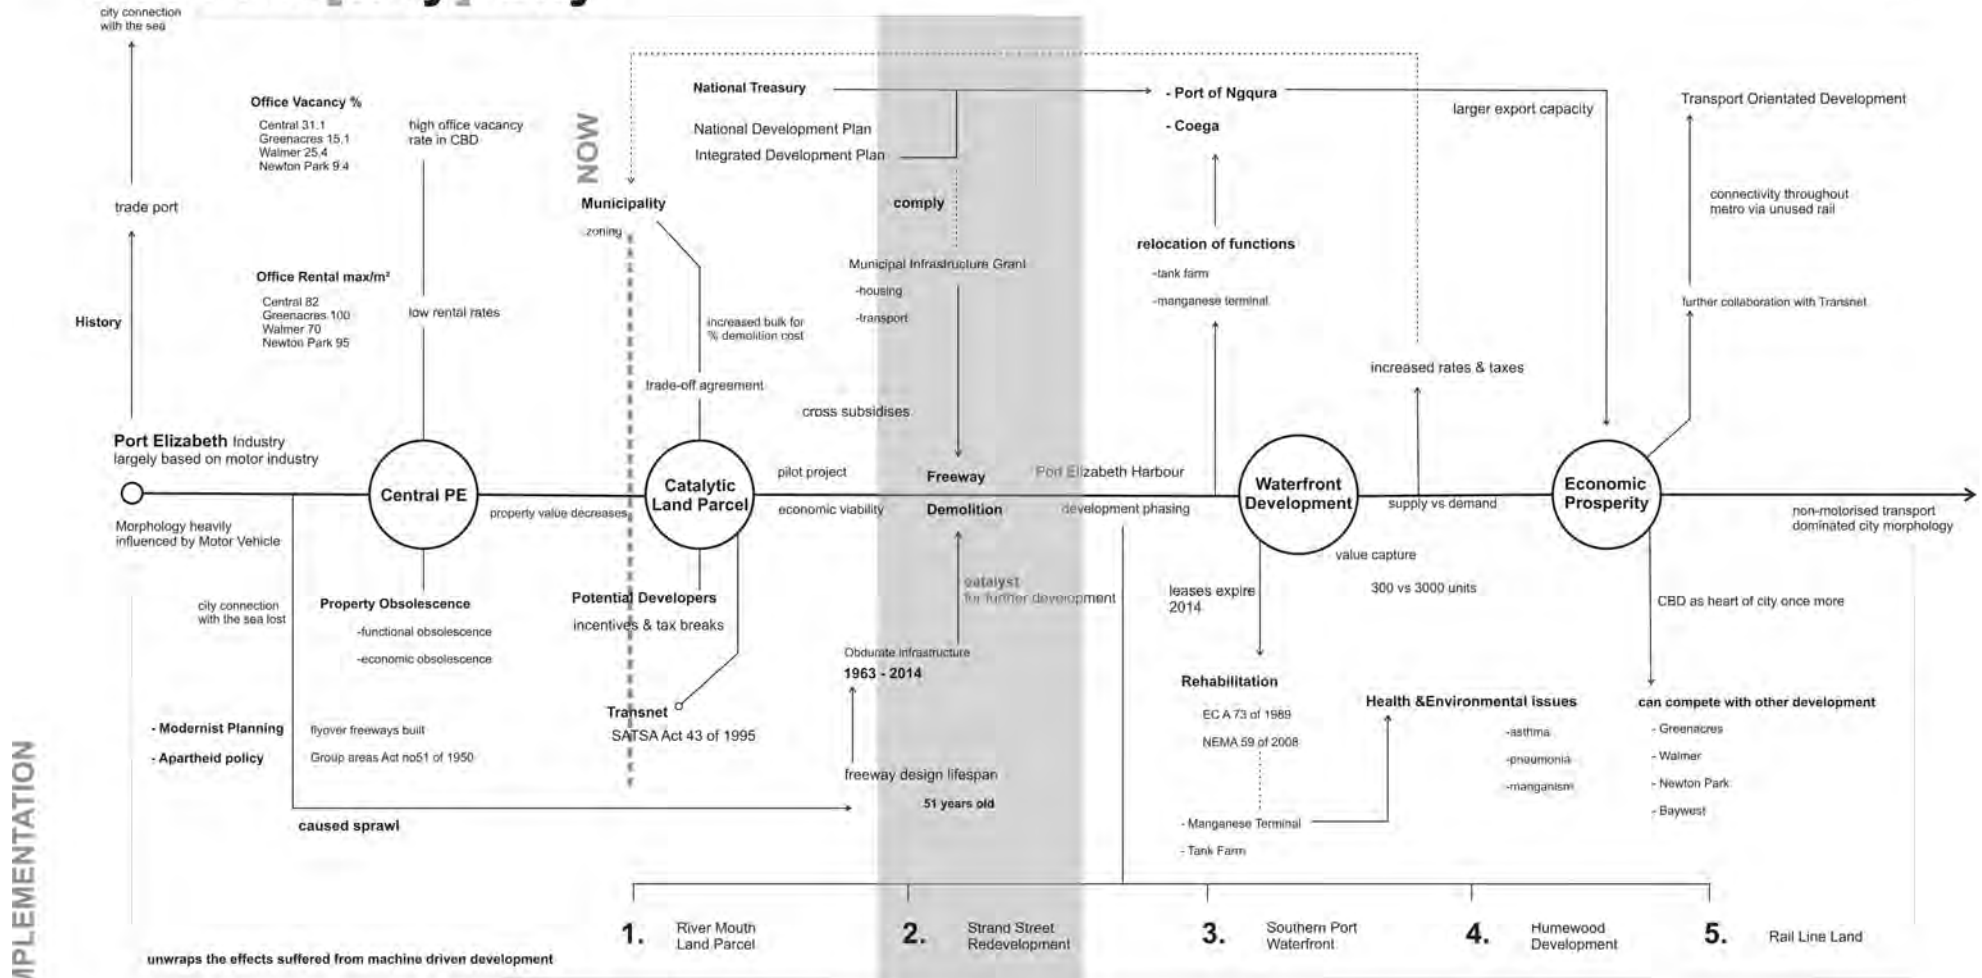 city connection
with the sea
trade port
History
Port Elizabeth Industry
largely based on motor industry
Morphology heavily
influenced by Motor Vehicle
Office Vacancy %
Central 31.1
Greenacres 15.1
Walmer 25.4
Newton Park 9.4
high office vacancy
rate in CBD
Office Rental max/m²
Central 82
Greenacres 100
Walmer 70
Newton Park 95
low rental rates
Central PE
property value decreases
city connection
with the sea lost
Property Obsolescence
-functional obsolescence
-economic obsolescence
- Modernist Planning
flyover freeways built
- Apartheid policy
Group areas Act no51 of 1950
caused sprawl
NOW
Municipality
zoning
increased bulk for
% demolition cost
trade-off agreement
Catalytic
Land Parcel
Potential Developers
incentives & tax breaks
Transnet
SATSA Act 43 of 1995
National Treasury
National Development Plan
Integrated Development Plan
comply
Municipal Infrastructure Grant
-housing
-transport
cross subsidises
pilot project
economic viability
Freeway
Demolition
catalyst
for further development
Obdurate infrastructure
1963 - 2014
freeway design lifespan
51 years old
Port Elizabeth Harbour
development phasing
- Port of Ngqura
- Coega
relocation of functions
-tank farm
-manganese terminal
Waterfront
Development
leases expire
2014
Rehabilitation
ECA 73 of 1989
NEMA 59 of 2008
- Manganese Terminal
- Tank Farm
increased rates & taxes
supply vs demand
value capture
300 vs 3000 units
Health &Environmental issues
-asthma
-pneumonia
-manganism
larger export capacity
Economic
Prosperity
Transport Orientated Development
connectivity throughout
metro via unused rail
further collaboration with Transnet
non-motorised transport
dominated city morphology
CBD as heart of city once more
can compete with other development
- Greenacres
- Walmer
- Newton Park
- Baywest
1. River Mouth
Land Parcel
2. Strand Street
Redevelopment
3. Southern Port
Waterfront
4. Humewood
Development
5. Rail Line Land
unwraps the effects suffered from machine driven development